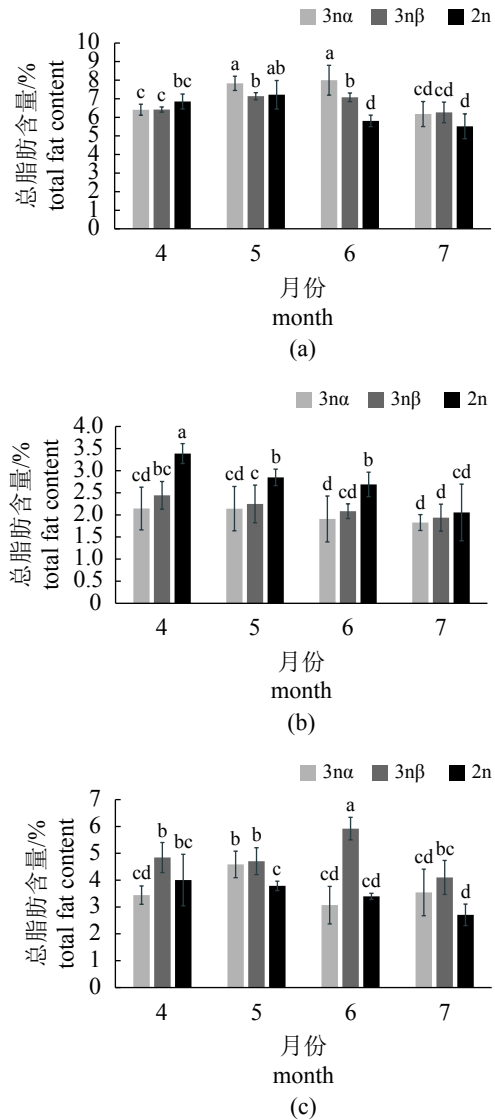 3nα 3nβ 2n
总脂肪含量/%
total fat content
10
9
8
7
6
5
4
3
2
1
0
c c bc a b ab a b d cd cd d
4 5 6 7
月份
month
(a)
3nα 3nβ 2n
总脂肪含量/%
total fat content
4.0
3.5
3.0
2.5
2.0
1.5
1.0
0.5
0
cd bc a cd c b d cd b d d cd
4 5 6 7
月份
month
(b)
3nα 3nβ 2n
总脂肪含量/%
total fat content
7
6
5
4
3
2
1
0
cd b bc b b c cd a cd cd bc d
4 5 6 7
月份
month
(c)